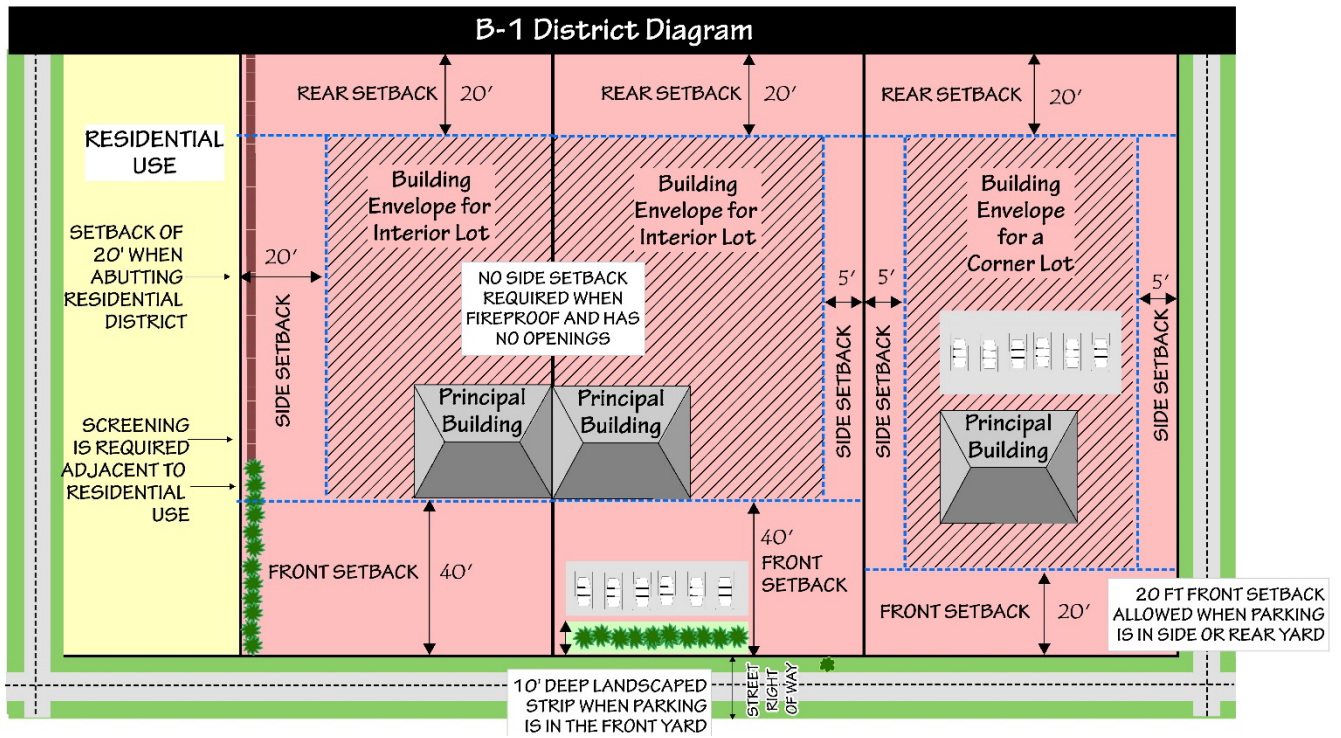 B-1 District Diagram
REAR SETBACK 20'
REAR SETBACK 20'
REAR SETBACK 20'
RESIDENTIAL
USE
Building
Envelope for
Interior Lot
Building
Envelope for
Interior Lot
Building
Envelope
for a
Corner Lot
SETBACK OF
20' WHEN
ABUTTING
RESIDENTIAL
DISTRICT
20'
SIDE SETBACK
NO SIDE SETBACK
REQUIRED WHEN
FIREPROOF AND HAS
NO OPENINGS
5'
SIDE SETBACK
5'
SIDE SETBACK
5'
SIDE SETBACK
Principal
Building
Principal
Building
Principal
Building
SCREENING
IS REQUIRED
ADJACENT TO
RESIDENTIAL
USE
FRONT SETBACK 40'
40'
FRONT
SETBACK
FRONT SETBACK 20'
20 FT FRONT SETBACK
ALLOWED WHEN PARKING
IS IN SIDE OR REAR YARD
10' DEEP LANDSCAPED
STRIP WHEN PARKING
IS IN THE FRONT YARD
STREET
RIGHT
OF WAY